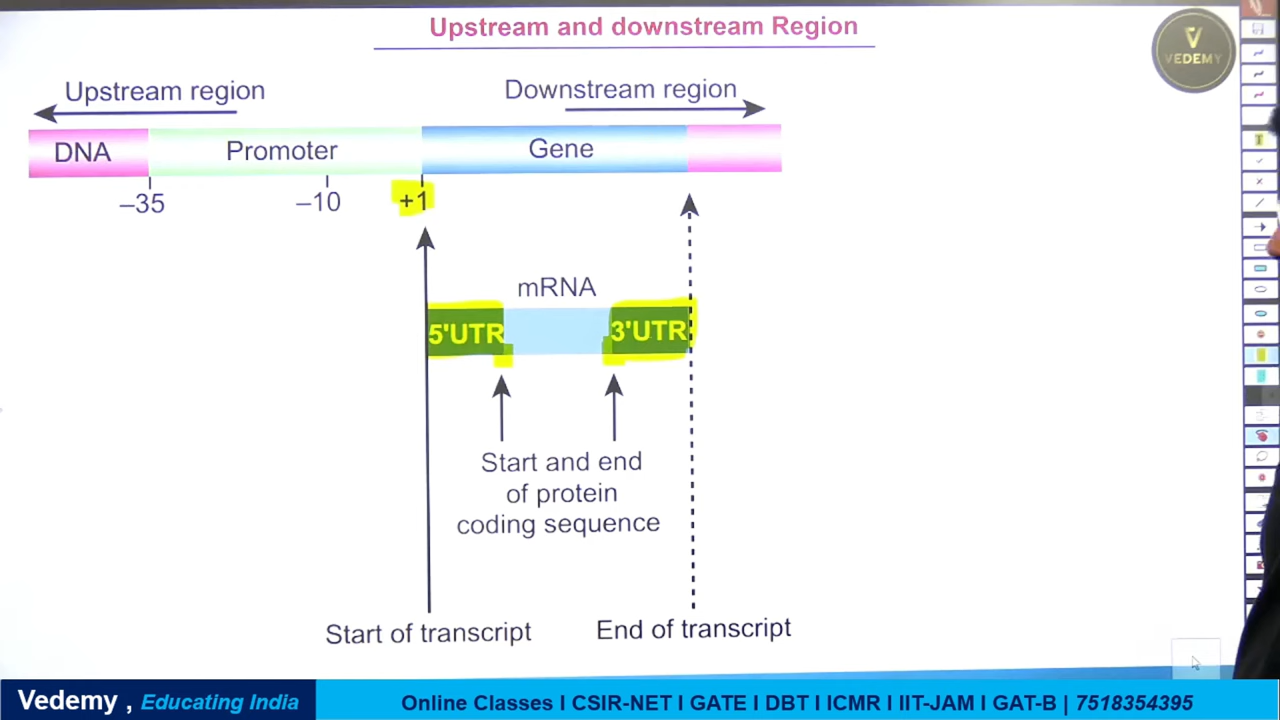 Upstream and downstream Region
VEDEMY
Upstream region
Downstream region
DNA
Promoter
Gene
–35
–10
+1
mRNA
5'UTR
3'UTR
Start and end
of protein
coding sequence
Start of transcript
End of transcript
Vedemy , Educating India
Online Classes I CSIR-NET I GATE I DBT I ICMR I IIT-JAM I GAT-B | 7518354395